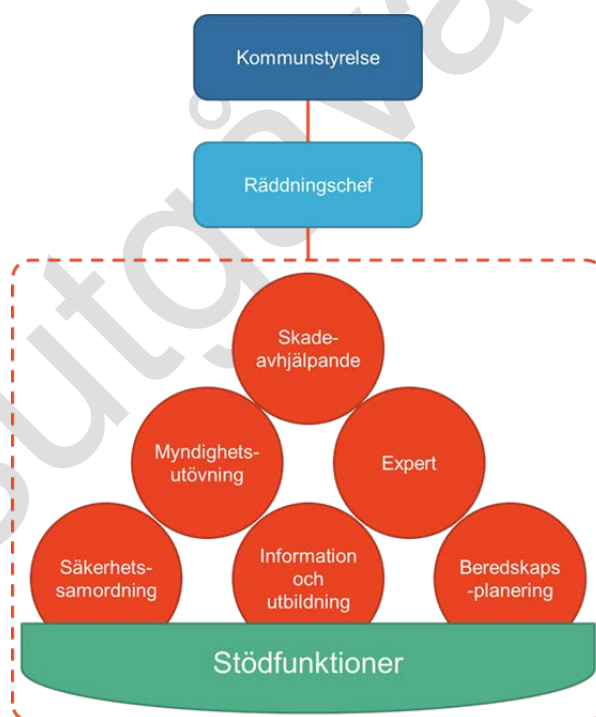 Kommunstyrelse
Räddningschef
Skade-
avhjälpande
Myndighets-
utövning
Expert
Säkerhets-
samordning
Information
och
utbildning
Beredskaps
-planering
Stödfunktioner